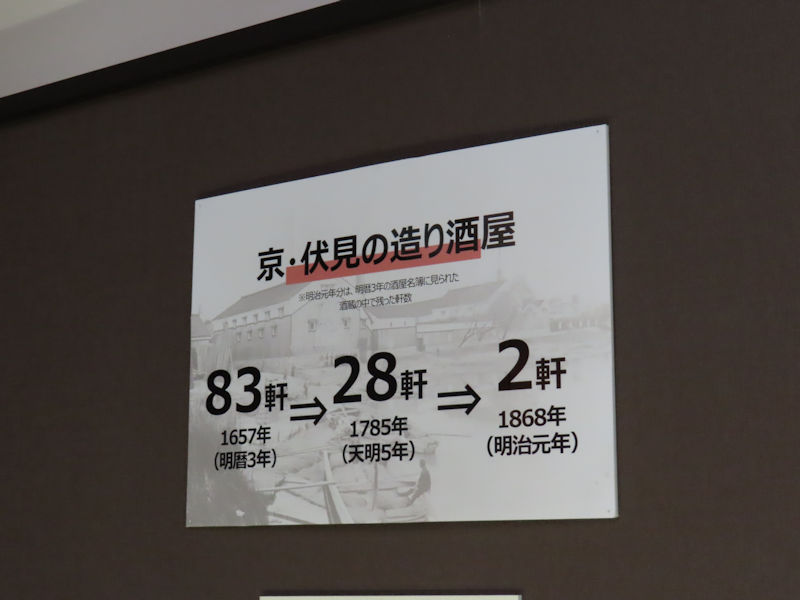 京・伏見の造り酒屋
※明治元年分は、明暦3年の酒屋名簿に見られた
酒蔵の中で残った軒数
83軒⇒28軒⇒2軒
1657年 1785年 1868年
（明暦3年） （天明5年） （明治元年）